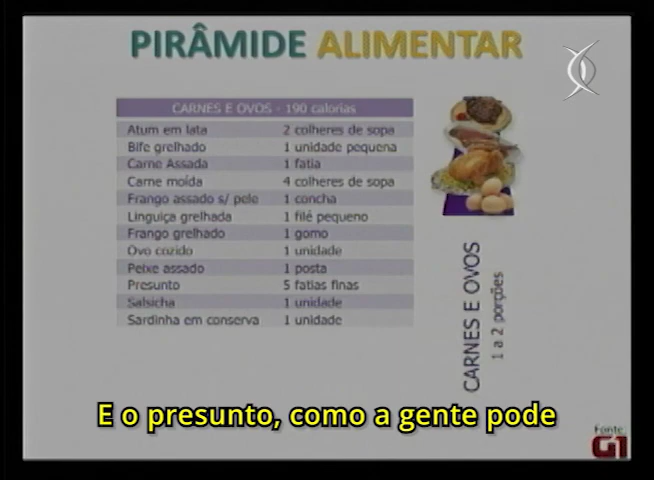 PIRÂMIDE ALIMENTAR
CARNES E OVOS - 190 calorias
Atum em lata 2 colheres de sopa
Bife grelhado 1 unidade pequena
Carne Assada 1 fatia
Carne moída 4 colheres de sopa
Frango assado s/ pele 1 concha
Linguiça grelhada 1 filé pequeno
Frango grelhado 1 gomo
Ovo cozido 1 unidade
Peixe assado 1 posta
Presunto 5 fatias finas
Salsicha 1 unidade
Sardinha em conserva 1 unidade
CARNES E OVOS
1 a 2 porções
E o presunto, como a gente pode
Fonte:
G1